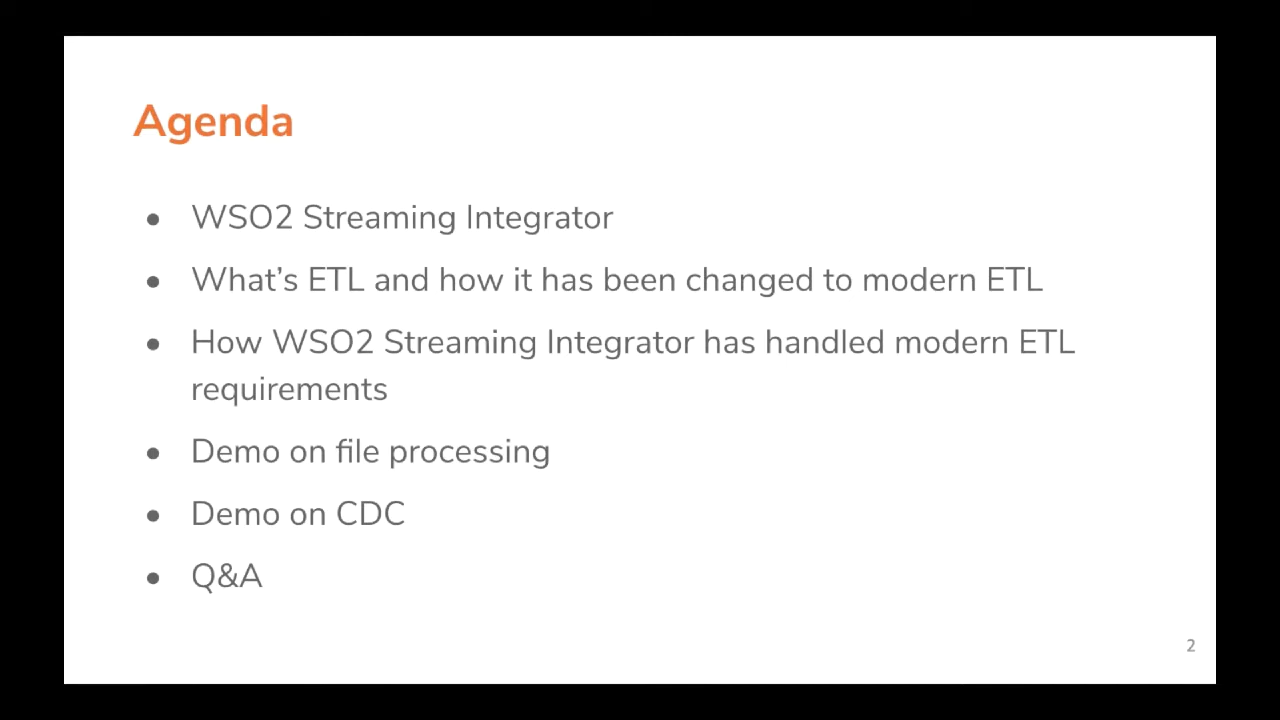 Agenda
● WSO2 Streaming Integrator
● What's ETL and how it has been changed to modern ETL
● How WSO2 Streaming Integrator has handled modern ETL
requirements
● Demo on file processing
● Demo on CDC
● Q&A
2